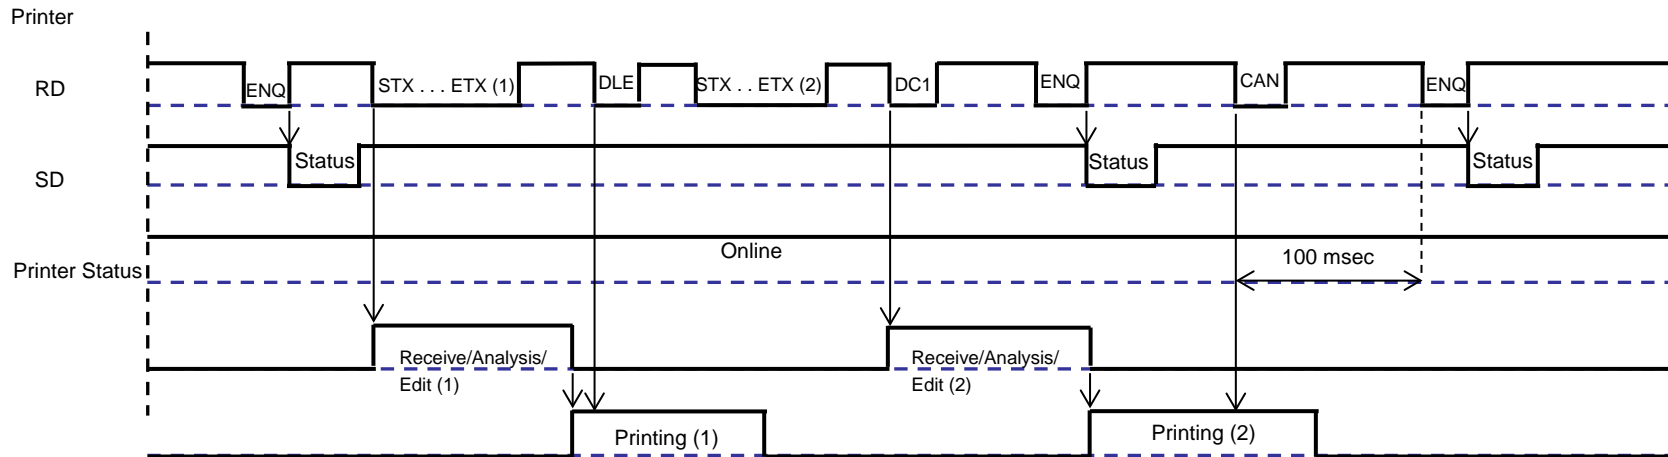 Printer
RD
ENQ
STX . . . ETX (1)
DLE
STX . . ETX (2)
DC1
ENQ
CAN
ENQ
SD
Status
Status
Status
Printer Status
Online
100 msec
Receive/Analysis/
Edit (1)
Receive/Analysis/
Edit (2)
Printing (1)
Printing (2)